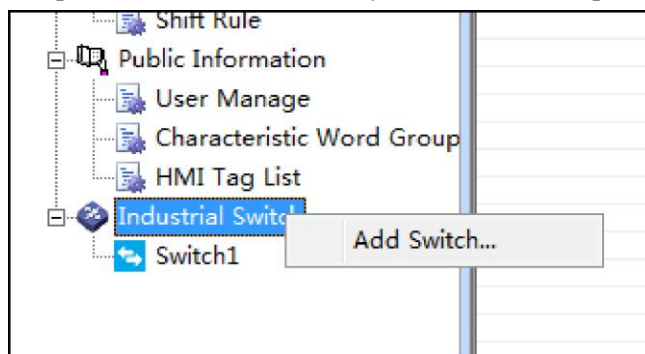 Shift Rule
Public Information
User Manage
Characteristic Word Group
HMI Tag List
Industrial Switch
Add Switch...
Switch1